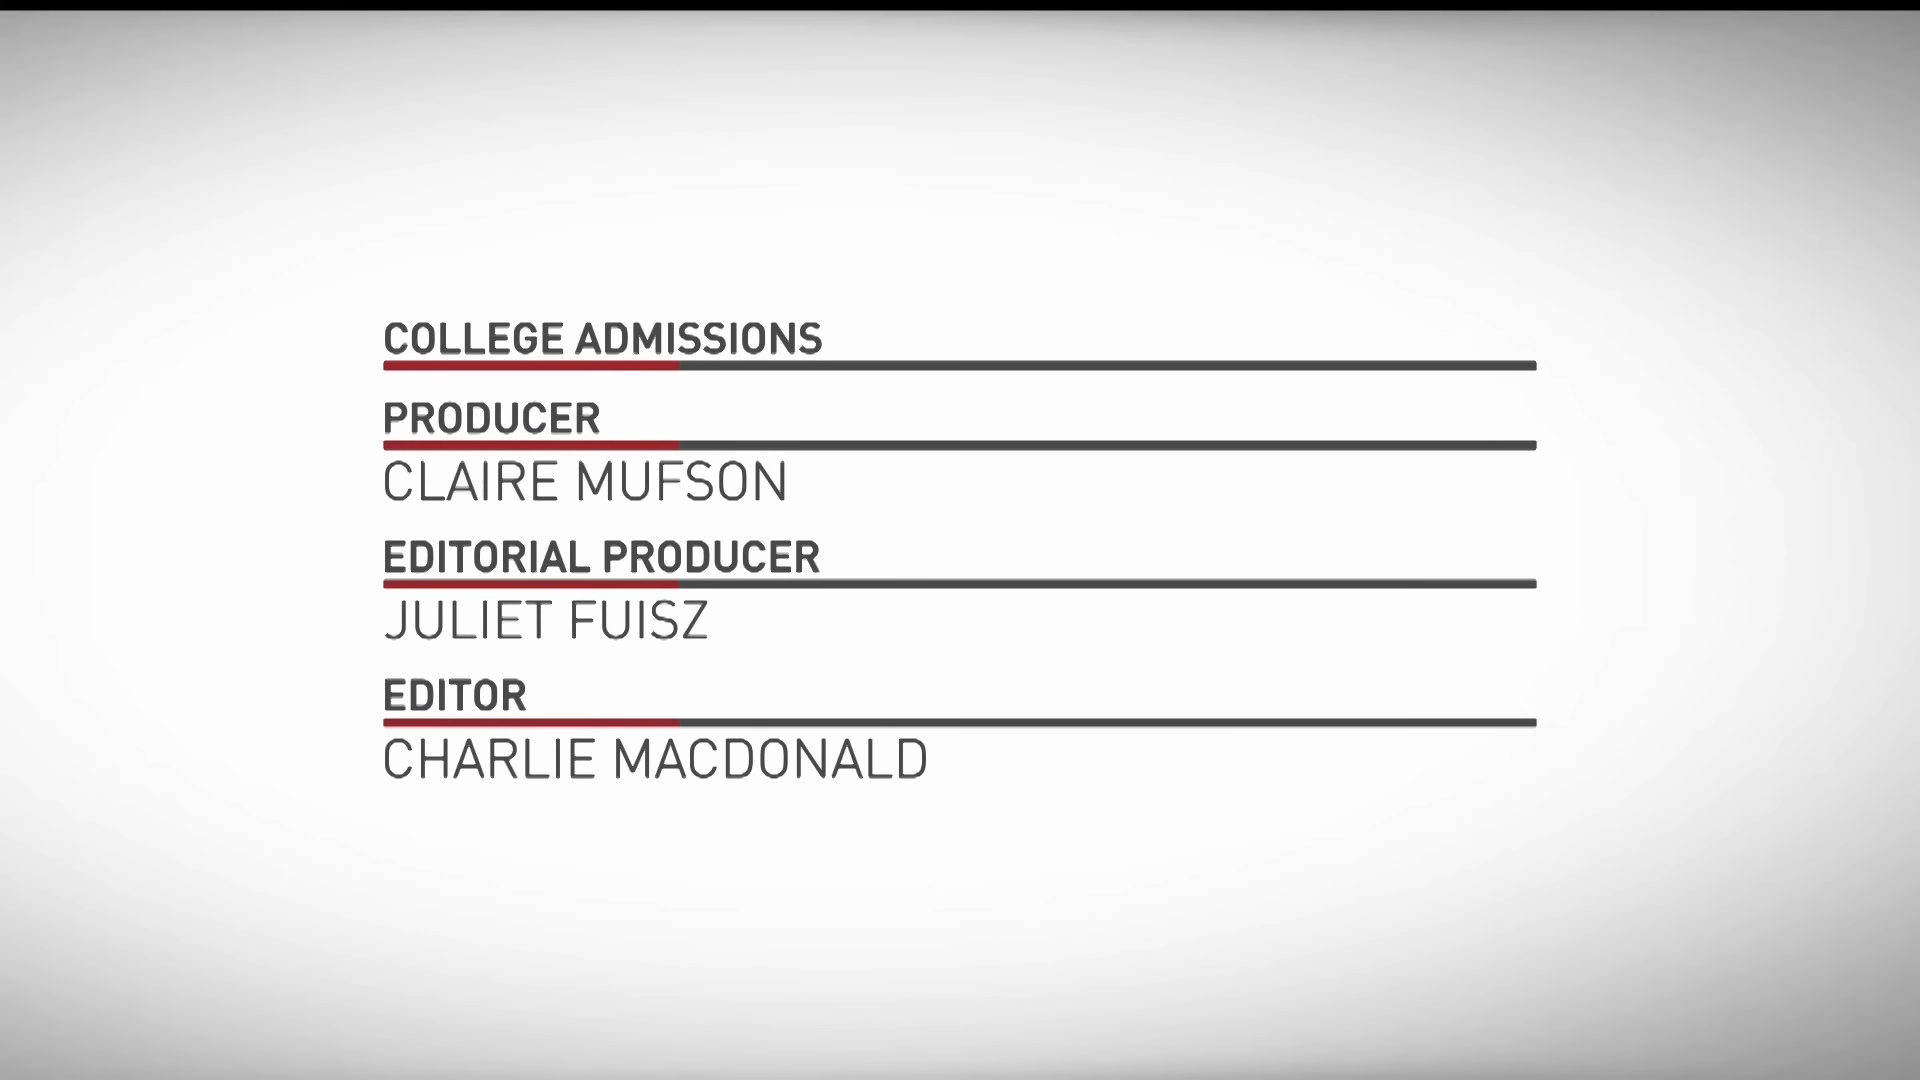 COLLEGE ADMISSIONS
PRODUCER
CLAIRE MUFSON
EDITORIAL PRODUCER
JULIET FUISZ
EDITOR
CHARLIE MACDONALD